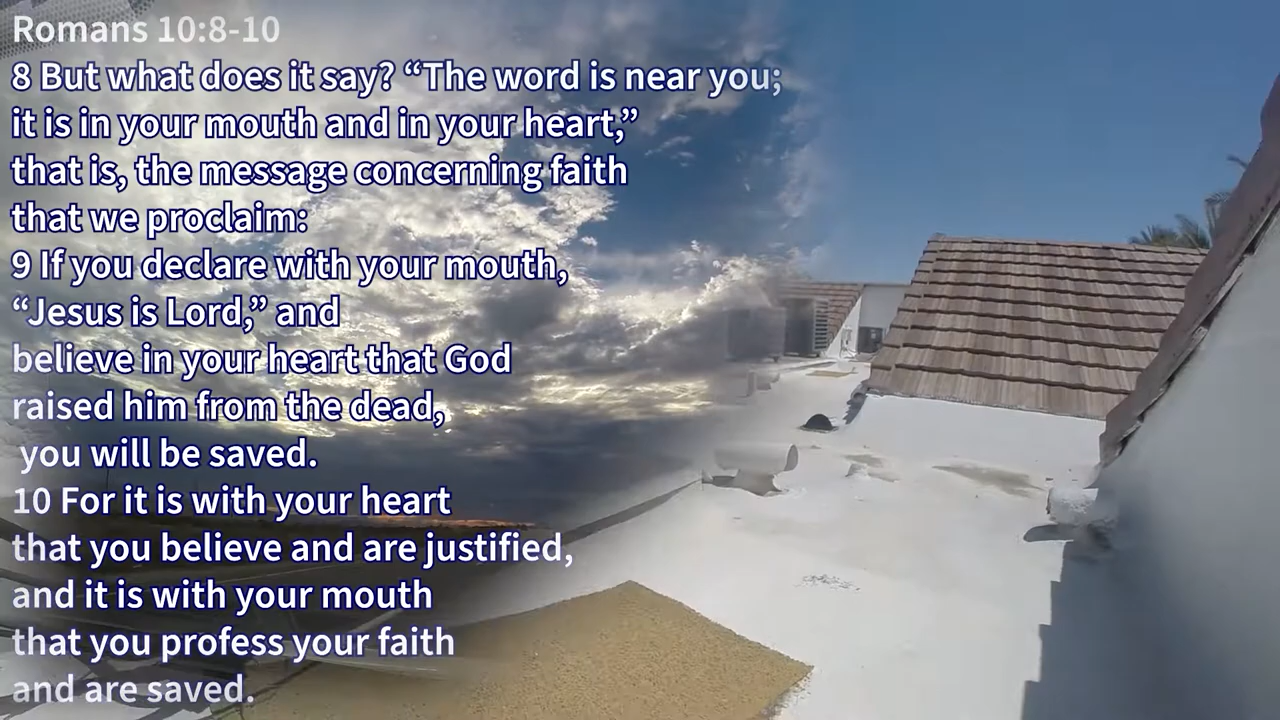 Romans 10:8-10
8 But what does it say? “The word is near you;
it is in your mouth and in your heart,”
that is, the message concerning faith
that we proclaim:
9 If you declare with your mouth,
“Jesus is Lord,” and
believe in your heart that God
raised him from the dead,
you will be saved.
10 For it is with your heart
that you believe and are justified,
and it is with your mouth
that you profess your faith
and are saved.